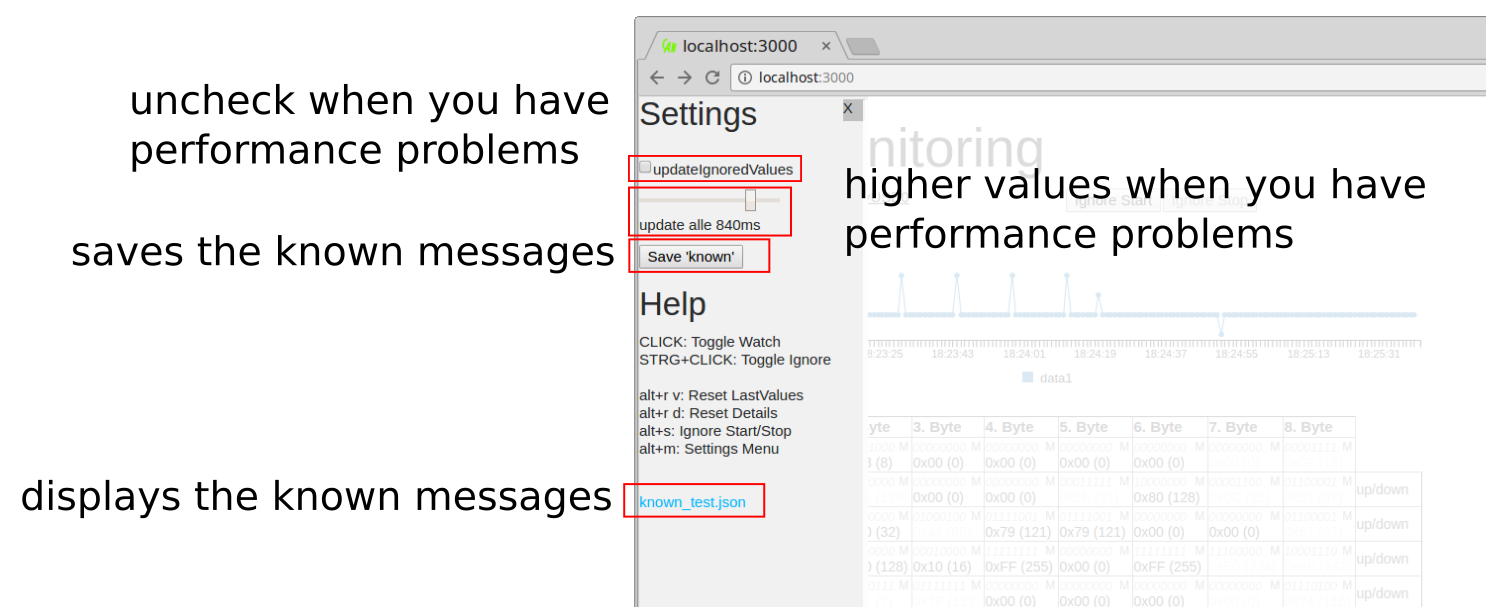 localhost:3000 ×
localhost:3000
uncheck when you have
performance problems
Settings
X
nitoring
updateIgnoredValues
higher values when you have
performance problems
Ignore Start Ignore Stop
update alle 840ms
saves the known messages
Save 'known'
Help
CLICK: Toggle Watch
STRG+CLICK: Toggle Ignore
alt+r v: Reset LastValues
alt+r d: Reset Details
alt+s: Ignore Start/Stop
alt+m: Settings Menu
8:23:25 18:23:43 18:24:01 18:24:19 18:24:37 18:24:55 18:25:13 18:25:31
data1
displays the known messages
known_test.json
yte 3. Byte 4. Byte 5. Byte 6. Byte 7. Byte 8. Byte
1000 M 00000000 M 00000000 M 00000000 M 00000000 M 00000000 M 00001111 M
(8) 0x00 (0) 0x00 (0) 0x00 (0) 0x00 (0)
0000 M 00000000 M 00000000 M 00011111 M 10000000 M 00001100 M 01100011 M
0x00 (0) 0x00 (0) 0x80 (128) up/down
0000 M 01000100 M 01111001 M 01111001 M 00000000 M 00000000 M 01100001 M
(32) 0x79 (121) 0x79 (121) 0x00 (0) 0x00 (0) up/down
0000 M 00010000 M 11111111 M 00000000 M 11111111 M 11100000 M 10001110 M
(128) 0x10 (16) 0xFF (255) 0x00 (0) 0xFF (255) up/down
0111 M 01111111 M 00000000 M 00000000 M 00000000 M 00000000 M 01110100 M
0x00 (0) 0x00 (0) 0x00 (0) up/down